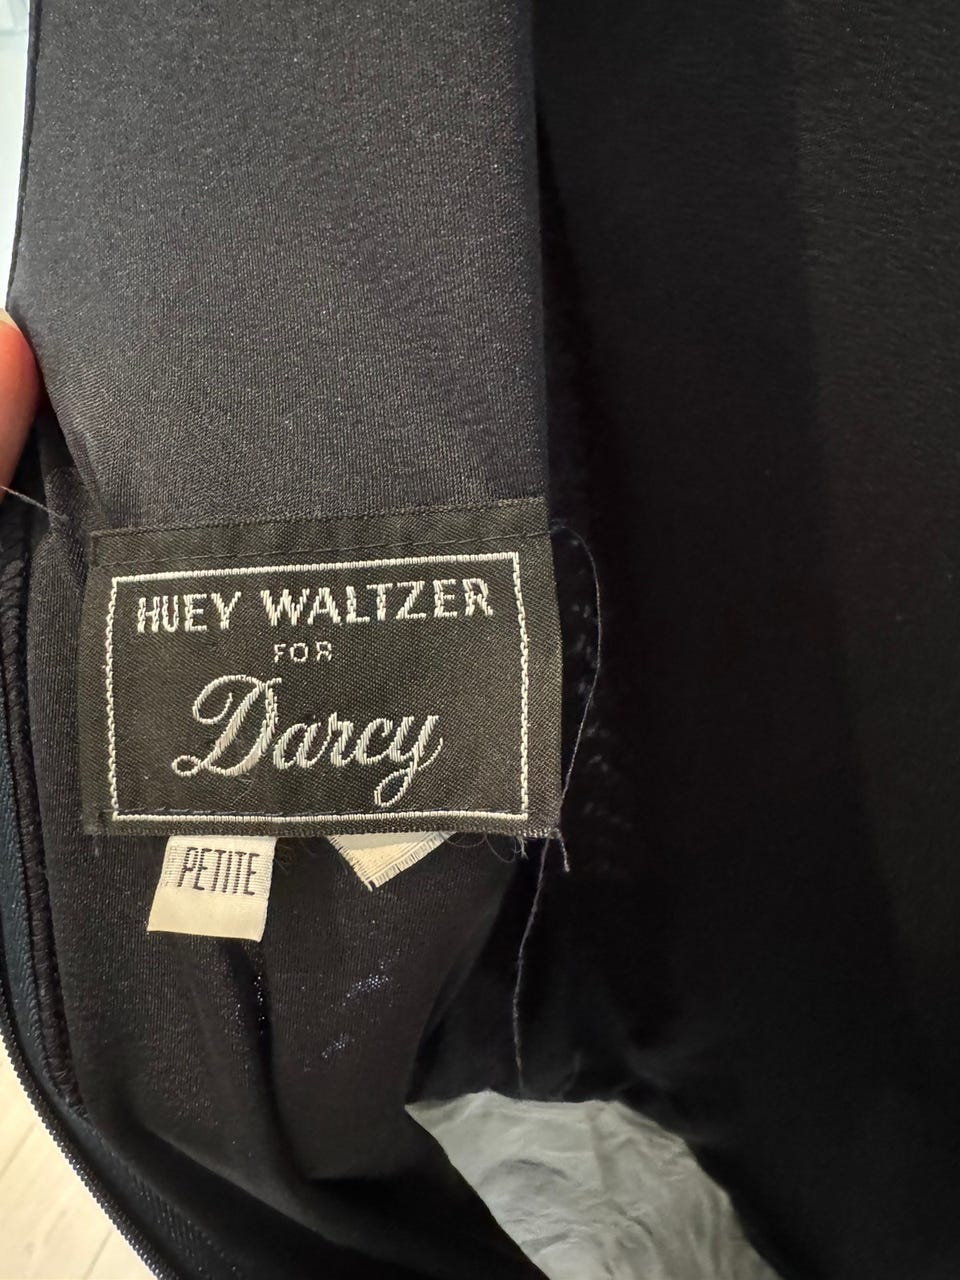 HUEY WALTZER
FOR
Darcy
PETITE